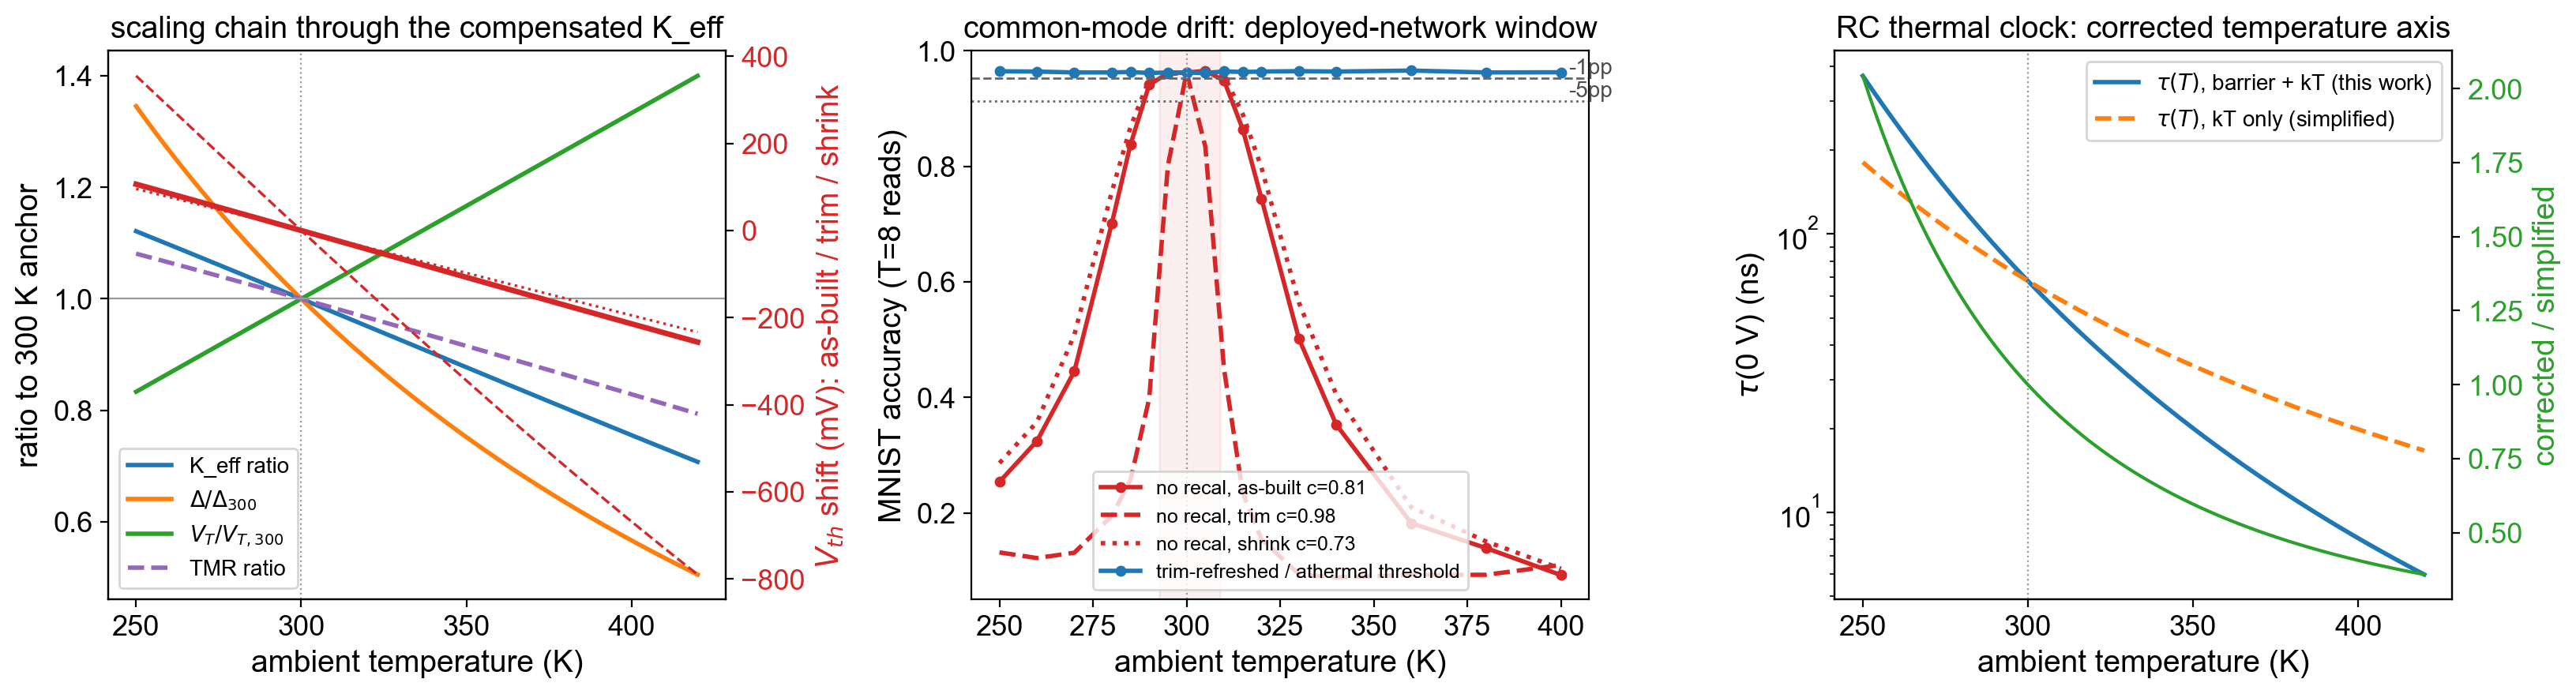 scaling chain through the compensated K_eff
1.4
1.2
1.0
0.8
0.6
ratio to 300 K anchor
400
200
0
−200
−400
−600
−800
V_th shift (mV): as-built / trim / shrink
K_eff ratio
Δ/Δ_300
V_T/V_T,300
TMR ratio
250
300
350
400
ambient temperature (K)
common-mode drift: deployed-network window
1.0
0.8
0.6
0.4
0.2
MNIST accuracy (T=8 reads)
-1pp
-5pp
no recal, as-built c=0.81
no recal, trim c=0.98
no recal, shrink c=0.73
trim-refreshed / athermal threshold
250
275
300
325
350
375
400
ambient temperature (K)
RC thermal clock: corrected temperature axis
10^2
10^1
τ(0 V) (ns)
τ(T), barrier + kT (this work)
τ(T), kT only (simplified)
2.00
1.75
1.50
1.25
1.00
0.75
0.50
corrected / simplified
250
300
350
400
ambient temperature (K)